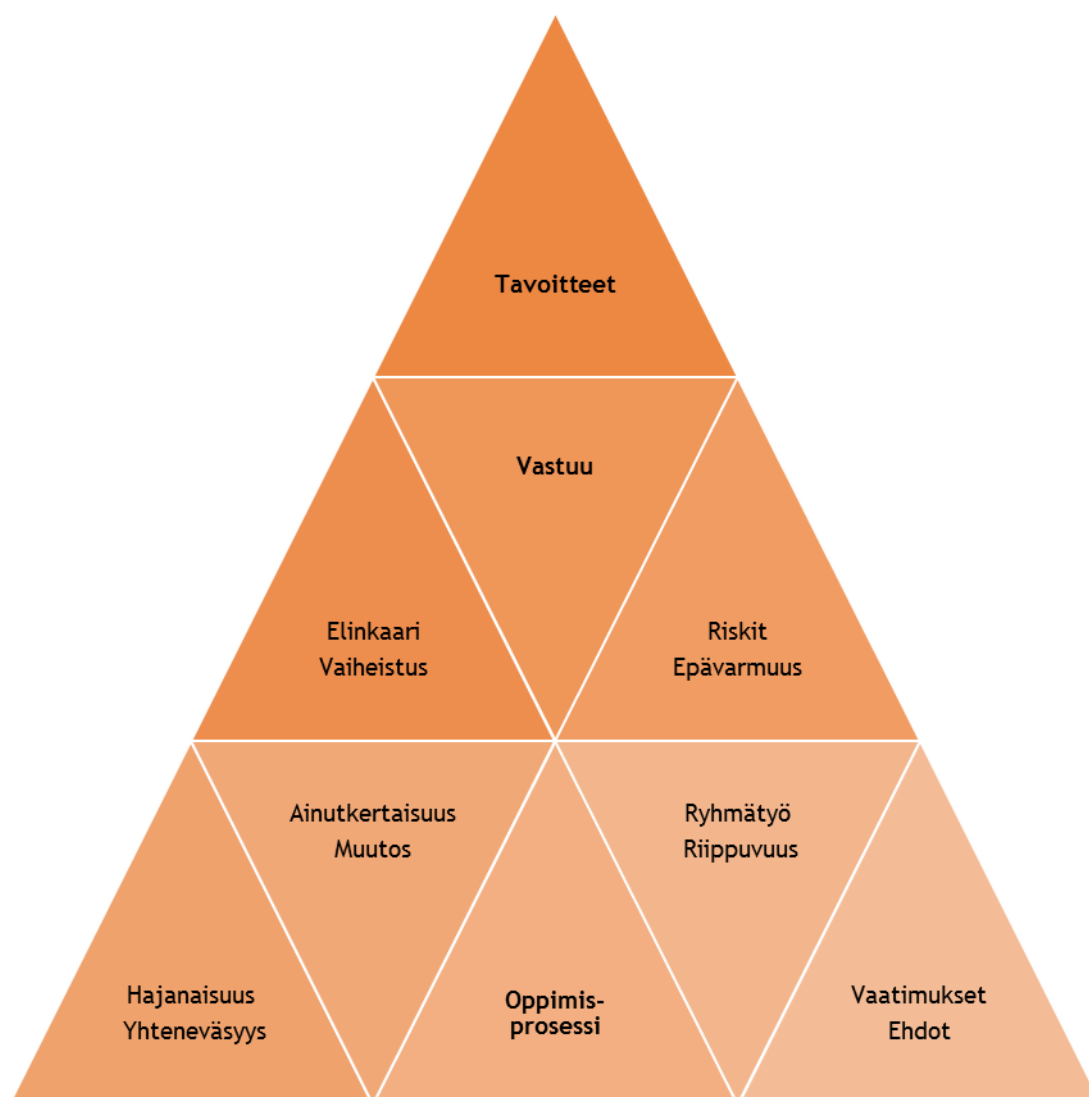 Tavoitteet
Vastuu
Elinkaari
Vaiheistus
Riskit
Epävarmuus
Ainutkertaisuus
Muutos
Ryhmätyö
Riippuvuus
Hajanaisuus
Yhteneväsyys
Oppimis-
prosessi
Vaatimukset
Ehdot